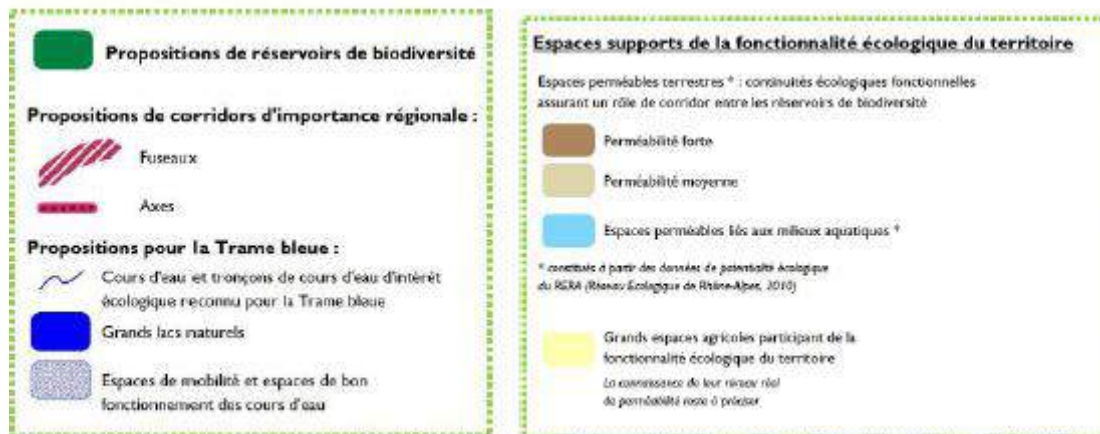 Propositions de réservoirs de biodiversité
Propositions de corridors d'importance régionale :
Fuseaux
Axes
Propositions pour la Trame bleue :
Cours d'eau et tronçons de cours d'eau d'intérêt
écologique reconnu pour la Trame bleue
Grands lacs naturels
Espaces de mobilité et espaces de bon
fonctionnement des cours d'eau
Espaces supports de la fonctionnalité écologique du territoire
Espaces perméables terrestres * : continuités écologiques fonctionnelles
assurant un rôle de corridor entre les réservoirs de biodiversité
Perméabilité forte
Perméabilité moyenne
Espaces perméables liés aux milieux aquatiques *
* constitués à partir des données de potentialité écologique
du RERA (Réseau Ecologique de Rhône-Alpes, 2010)
Grands espaces agricoles participant de la
fonctionnalité écologique du territoire
La connaissance de leur niveau réel
de perméabilité reste à préciser